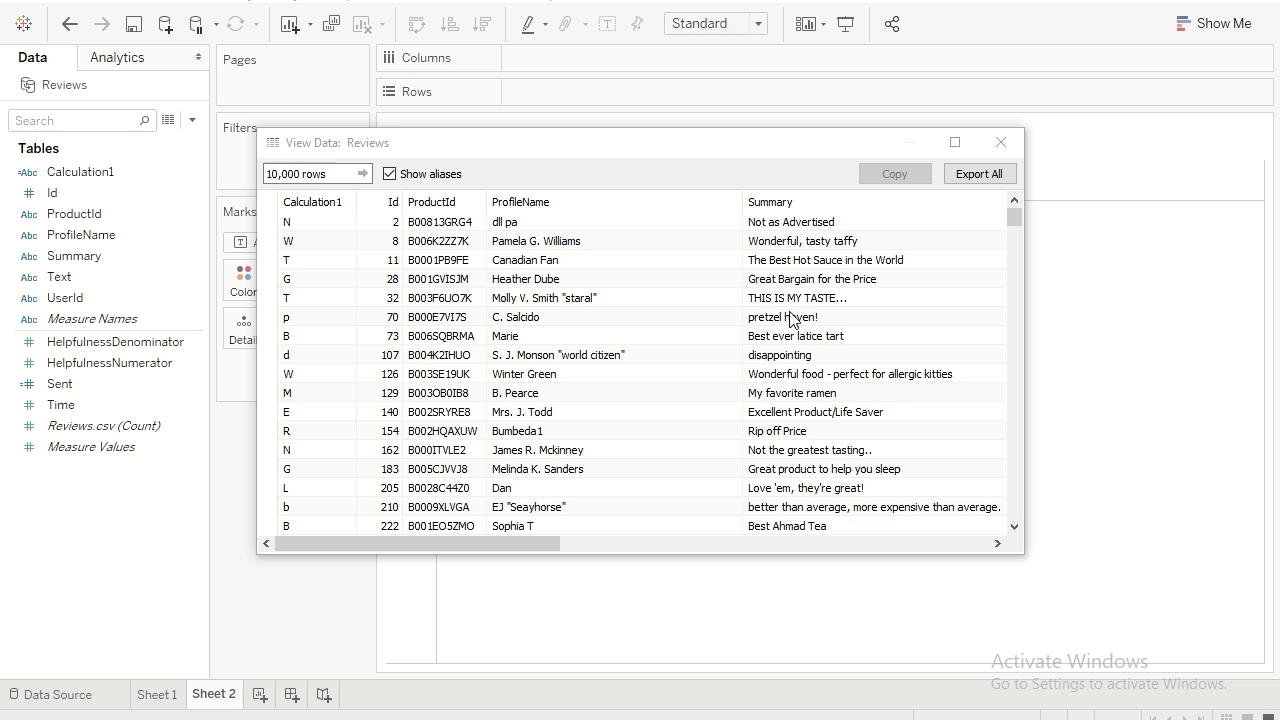 Standard
Show Me
Data
Analytics
Pages
Columns
Reviews
Rows
Search
Filters
Tables
Calculation1
Id
ProductId
ProfileName
Summary
Text
UserId
Measure Names
HelpfulnessDenominator
HelpfulnessNumerator
Sent
Time
Reviews.csv (Count)
Measure Values
Marks
Color
Detail
View Data: Reviews
10,000 rows
Show aliases
Copy
Export All
Calculation1 Id ProductId ProfileName Summary
N 2 B00813GRG4 dll pa Not as Advertised
W 8 B006K2ZZ7K Pamela G. Williams Wonderful, tasty taffy
T 11 B0001PB9FE Canadian Fan The Best Hot Sauce in the World
G 28 B001GVISJM Heather Dube Great Bargain for the Price
T 32 B003F6UO7K Molly V. Smith "staral" THIS IS MY TASTE...
p 70 B000E7VI7S C. Salcido pretzel haven!
B 73 B006SQBRMA Marie Best ever latice tart
d 107 B004K2IHUO S. J. Monson "world citizen" disappointing
W 126 B003SE19UK Winter Green Wonderful food - perfect for allergic kitties
M 129 B003OB0IB8 B. Pearce My favorite ramen
E 140 B002SRYRE8 Mrs. J. Todd Excellent Product/Life Saver
R 154 B002HQAXUW Bumbeda1 Rip off Price
N 162 B000ITVLE2 James R. Mckinney Not the greatest tasting..
G 183 B005CJVVJ8 Melinda K. Sanders Great product to help you sleep
L 205 B0028C44Z0 Dan Love 'em, they're great!
b 210 B0009XLVGA EJ "Seayhorse" better than average, more expensive than average.
B 222 B001EO5ZMO Sophia T Best Ahmad Tea
Activate Windows
Go to Settings to activate Windows.
Data Source
Sheet 1
Sheet 2